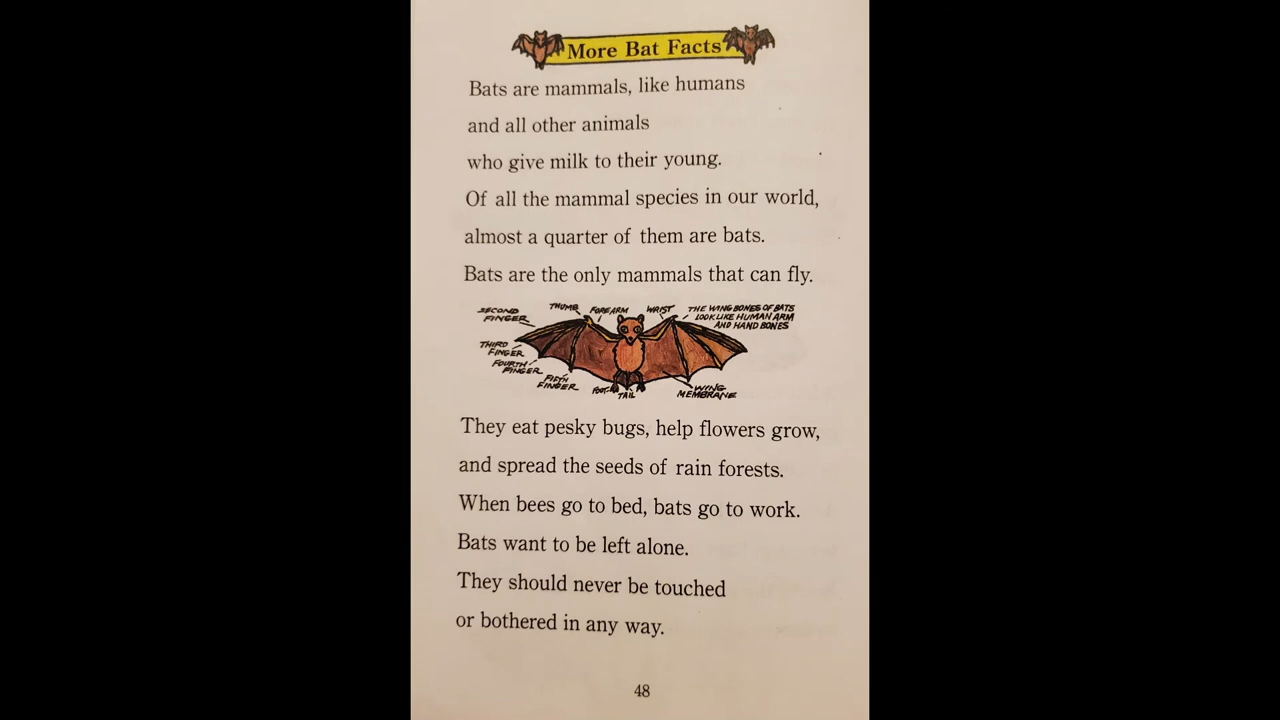 More Bat Facts
Bats are mammals, like humans
and all other animals
who give milk to their young.
Of all the mammal species in our world,
almost a quarter of them are bats.
Bats are the only mammals that can fly.
SECOND
FINGER
THUMB
FOREARM
WRIST
THE WING BONES OF BATS
LOOK LIKE HUMAN ARM
AND HAND BONES
THIRD
FINGER
FOURTH
FINGER
FIFTH
FINGER
FOOT
TAIL
WING
MEMBRANE
They eat pesky bugs, help flowers grow,
and spread the seeds of rain forests.
When bees go to bed, bats go to work.
Bats want to be left alone.
They should never be touched
or bothered in any way.
48